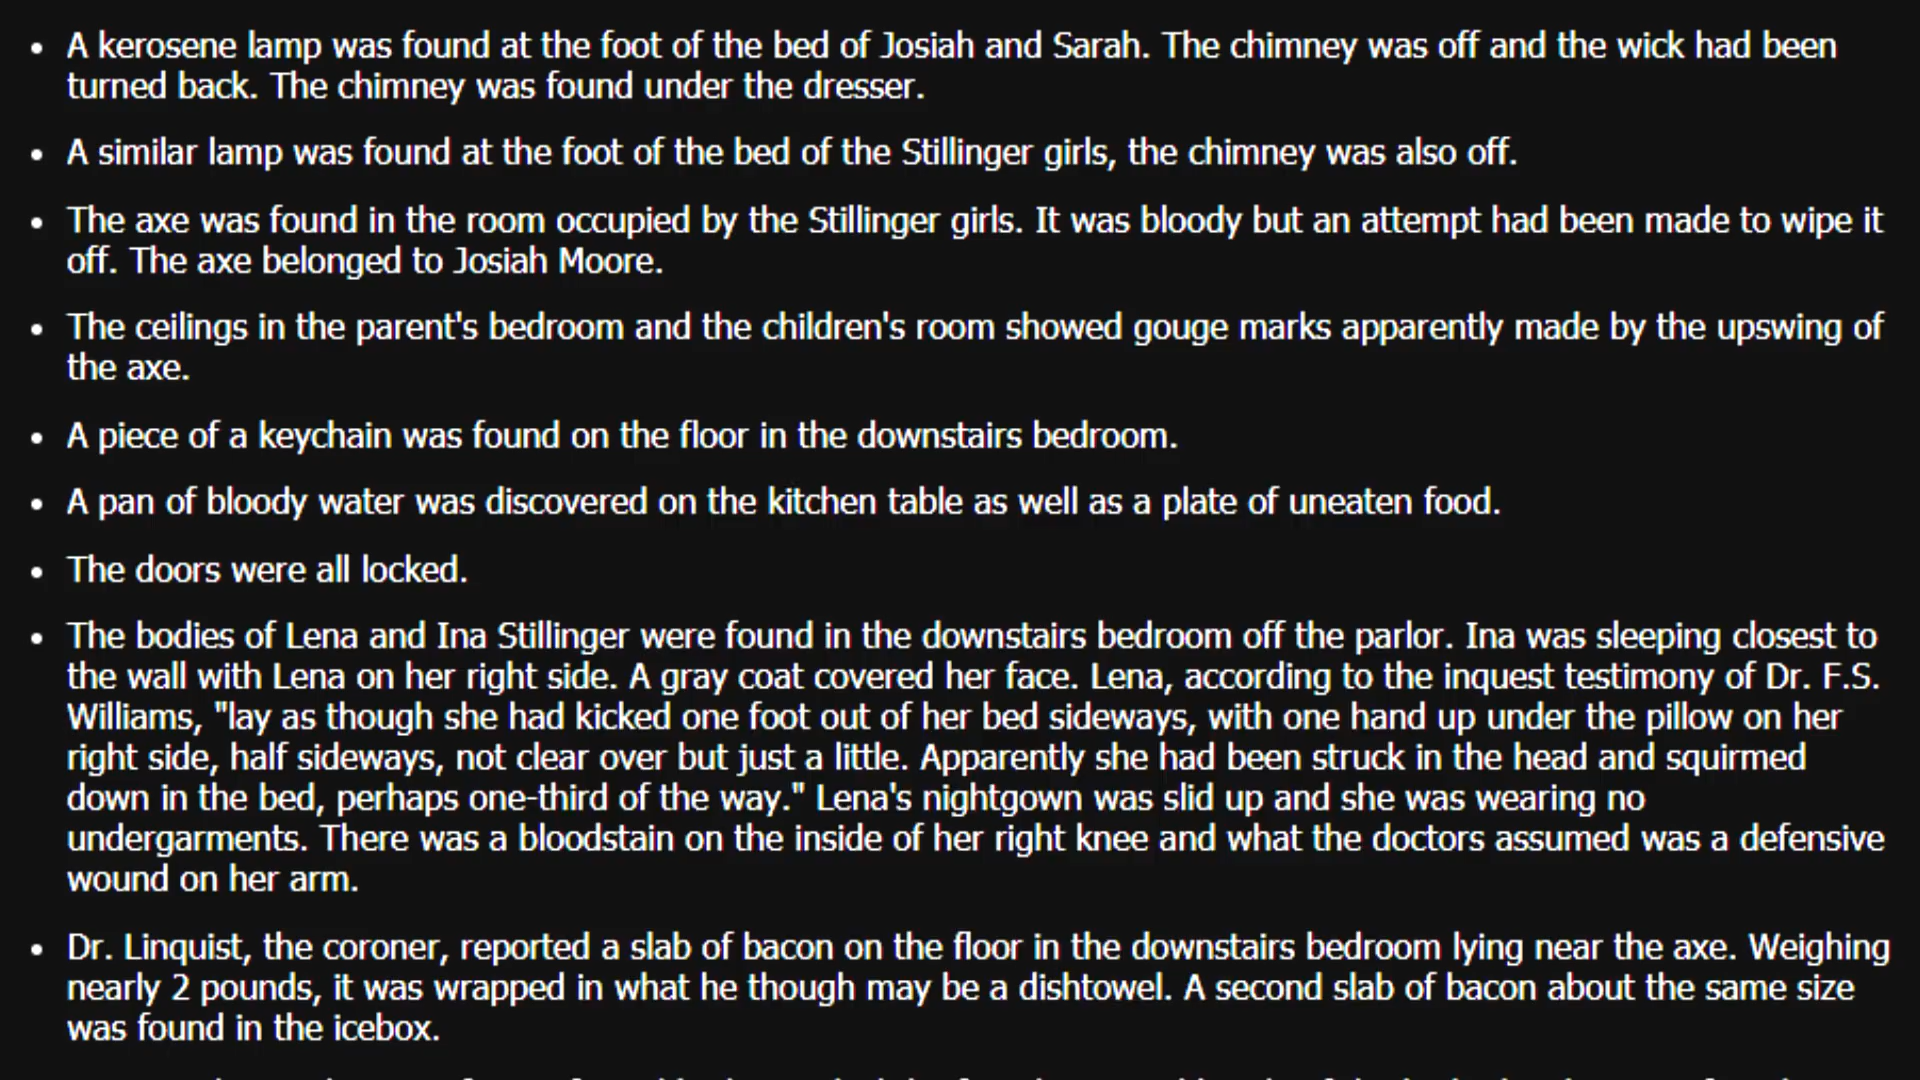 • A kerosene lamp was found at the foot of the bed of Josiah and Sarah. The chimney was off and the wick had been
turned back. The chimney was found under the dresser.
• A similar lamp was found at the foot of the bed of the Stillinger girls, the chimney was also off.
• The axe was found in the room occupied by the Stillinger girls. It was bloody but an attempt had been made to wipe it
off. The axe belonged to Josiah Moore.
• The ceilings in the parent's bedroom and the children's room showed gouge marks apparently made by the upswing of
the axe.
• A piece of a keychain was found on the floor in the downstairs bedroom.
• A pan of bloody water was discovered on the kitchen table as well as a plate of uneaten food.
• The doors were all locked.
• The bodies of Lena and Ina Stillinger were found in the downstairs bedroom off the parlor. Ina was sleeping closest to
the wall with Lena on her right side. A gray coat covered her face. Lena, according to the inquest testimony of Dr. F.S.
Williams, "lay as though she had kicked one foot out of her bed sideways, with one hand up under the pillow on her
right side, half sideways, not clear over but just a little. Apparently she had been struck in the head and squirmed
down in the bed, perhaps one-third of the way." Lena's nightgown was slid up and she was wearing no
undergarments. There was a bloodstain on the inside of her right knee and what the doctors assumed was a defensive
wound on her arm.
• Dr. Linquist, the coroner, reported a slab of bacon on the floor in the downstairs bedroom lying near the axe. Weighing
nearly 2 pounds, it was wrapped in what he though may be a dishtowel. A second slab of bacon about the same size
was found in the icebox.